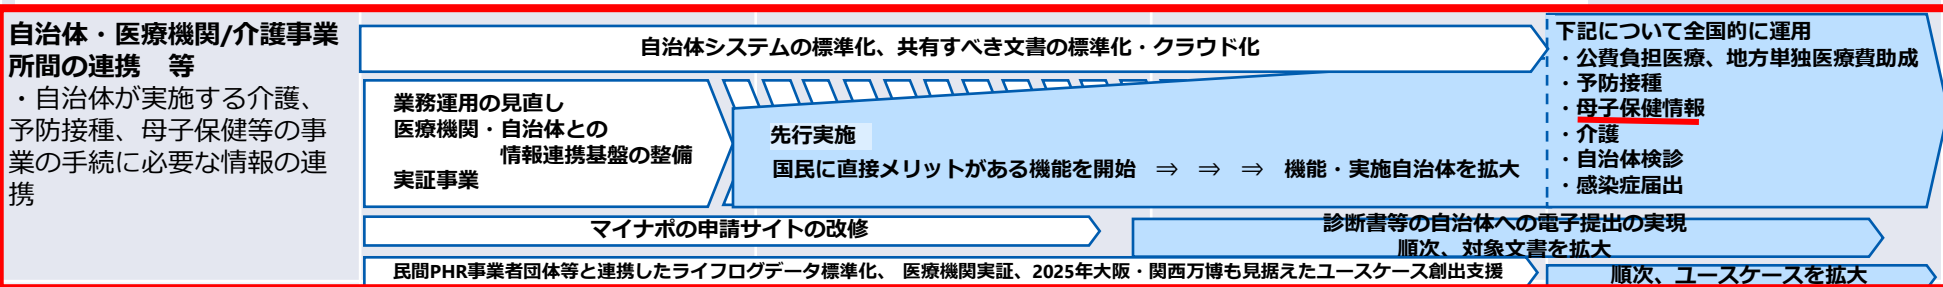 自治体・医療機関/介護事業
所間の連携　等
・自治体が実施する介護、
予防接種、母子保健等の事
業の手続に必要な情報の連
携
自治体システムの標準化、共有すべき文書の標準化・クラウド化
業務運用の見直し
医療機関・自治体との
情報連携基盤の整備
実証事業
先行実施
国民に直接メリットがある機能を開始　⇒　⇒　⇒　機能・実施自治体を拡大
下記について全国的に運用
・公費負担医療、地方単独医療費助成
・予防接種
・母子保健情報
・介護
・自治体検診
・感染症届出
マイナポの申請サイトの改修
診断書等の自治体への電子提出の実現
順次、対象文書を拡大
民間PHR事業者団体等と連携したライフログデータ標準化、 医療機関実証、2025年大阪・関西万博も見据えたユースケース創出支援
順次、ユースケースを拡大